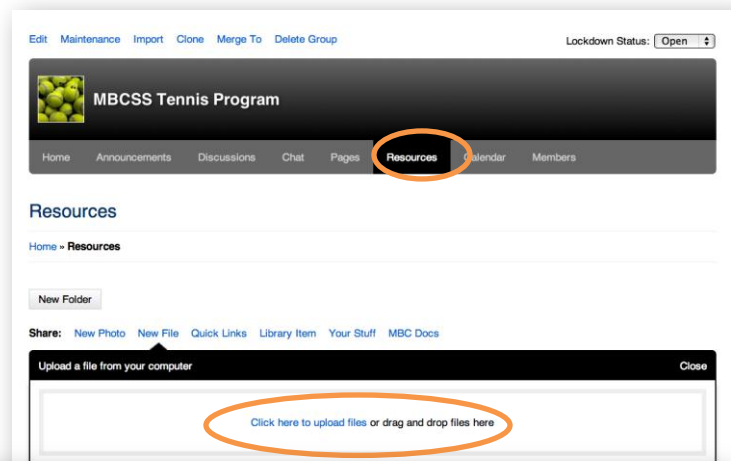 Edit Maintenance Import Clone Merge To Delete Group Lockdown Status: Open
MBCSS Tennis Program
Home Announcements Discussions Chat Pages Resources Calendar Members
Resources
Home » Resources
New Folder
Share: New Photo New File Quick Links Library Item Your Stuff MBC Docs
Upload a file from your computer Close
Click here to upload files or drag and drop files here